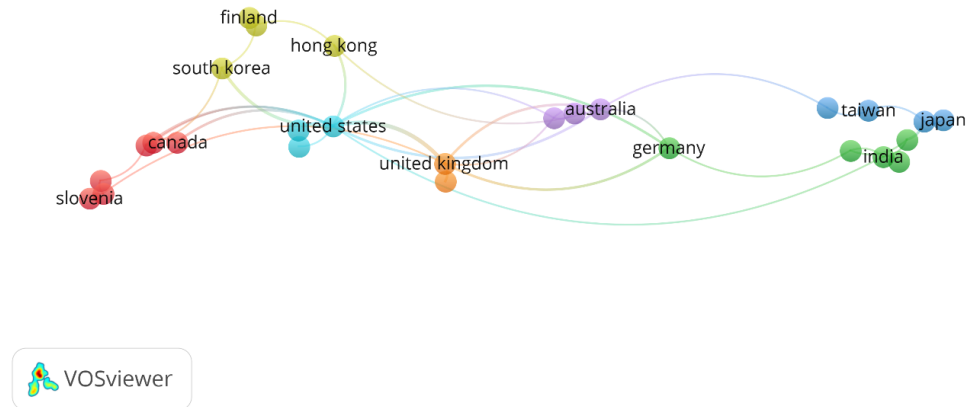 finland
hong kong
south korea
australia
taiwan
japan
united states
canada
germany
india
united kingdom
slovenia
VOSviewer